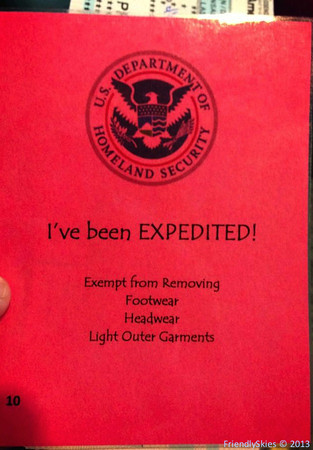 U.S. DEPARTMENT OF
HOMELAND SECURITY
I've been EXPEDITED!
Exempt from Removing
Footwear
Headwear
Light Outer Garments
10
FriendlySkies © 2013